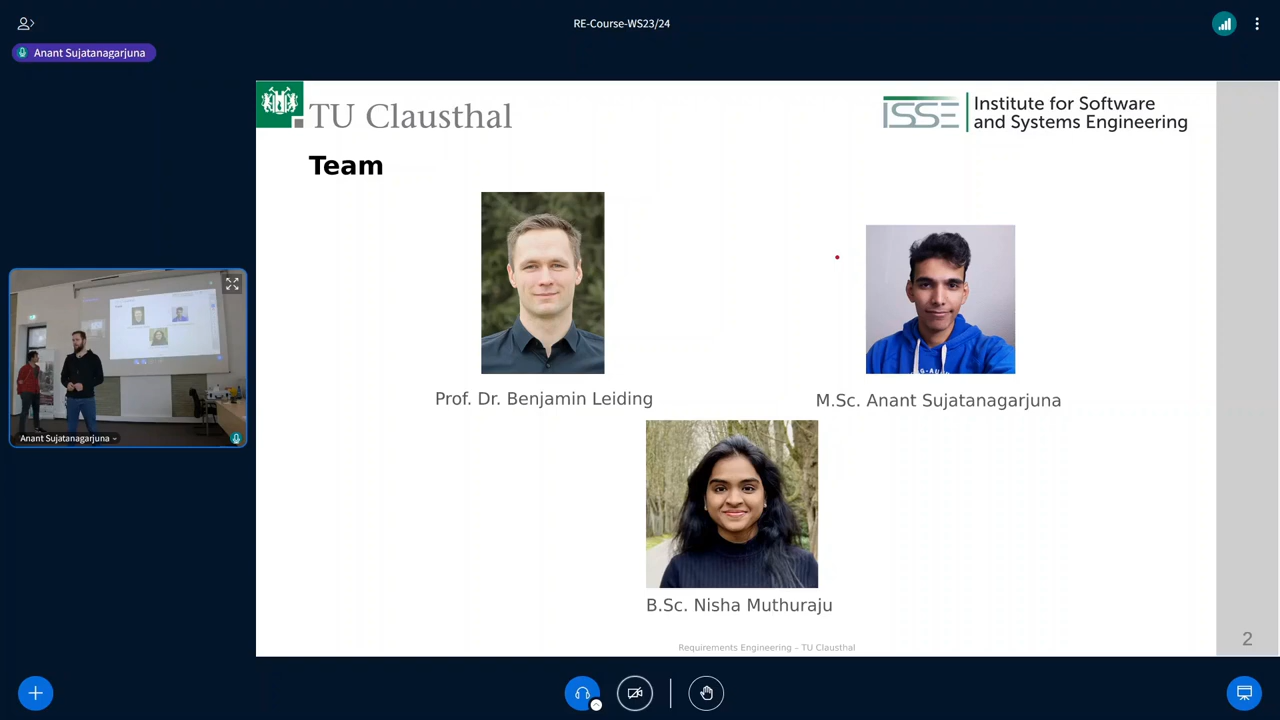 RE-Course-WS23/24
Anant Sujatanagarjuna
TU Clausthal
ISSE
Institute for Software
and Systems Engineering
Team
Prof. Dr. Benjamin Leiding
M.Sc. Anant Sujatanagarjuna
Anant Sujatanagarjuna
B.Sc. Nisha Muthuraju
Requirements Engineering – TU Clausthal
2